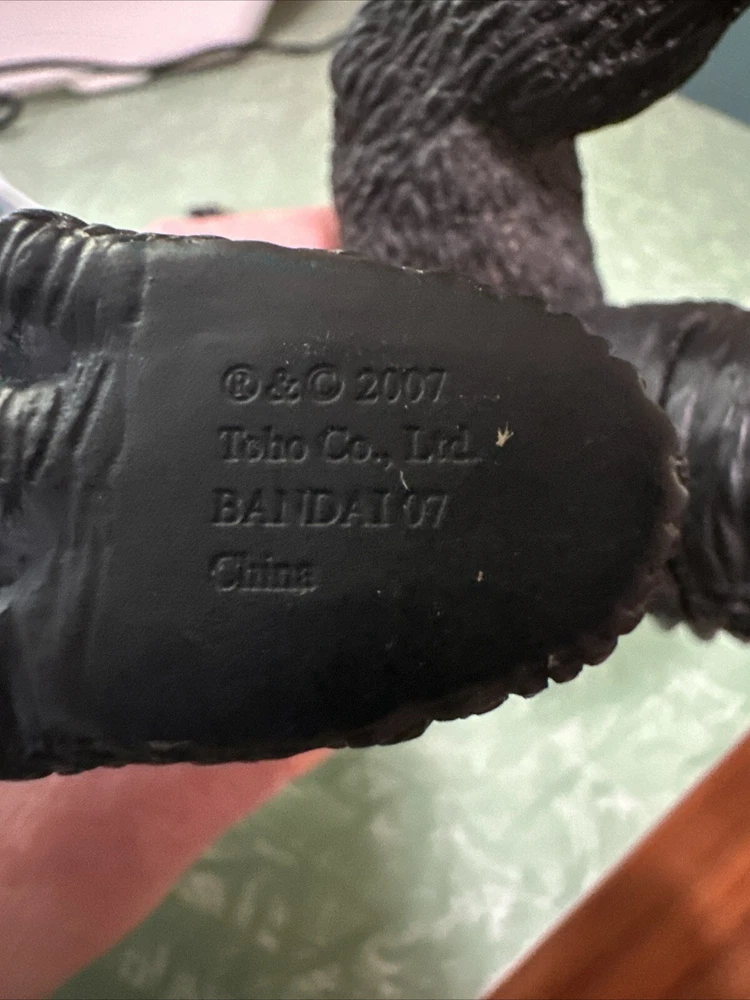 ® & © 2007
Toho Co., Ltd.
BANDAI 07
China